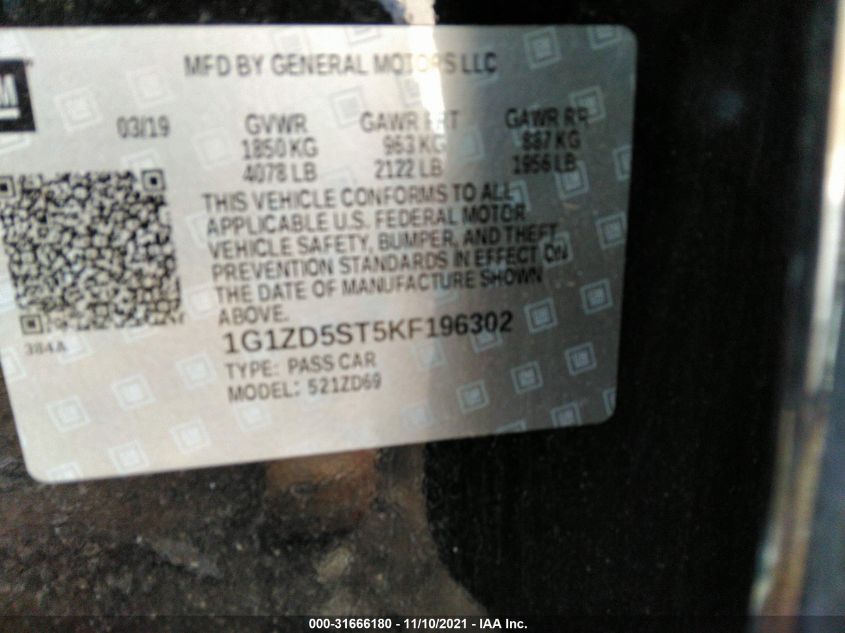 MFD BY GENERAL MOTORS LLC
M
03/19 GVWR GAWR FRT GAWR RR
1850 KG 963 KG 887 KG
4078 LB 2122 LB 1956 LB
THIS VEHICLE CONFORMS TO ALL
APPLICABLE U.S. FEDERAL MOTOR
VEHICLE SAFETY, BUMPER, AND THEFT
PREVENTION STANDARDS IN EFFECT ON
THE DATE OF MANUFACTURE SHOWN
ABOVE.
384A
1G1ZD5ST5KF196302
TYPE: PASS CAR
MODEL: 521ZD69
000-31666180 - 11/10/2021 - IAA Inc.